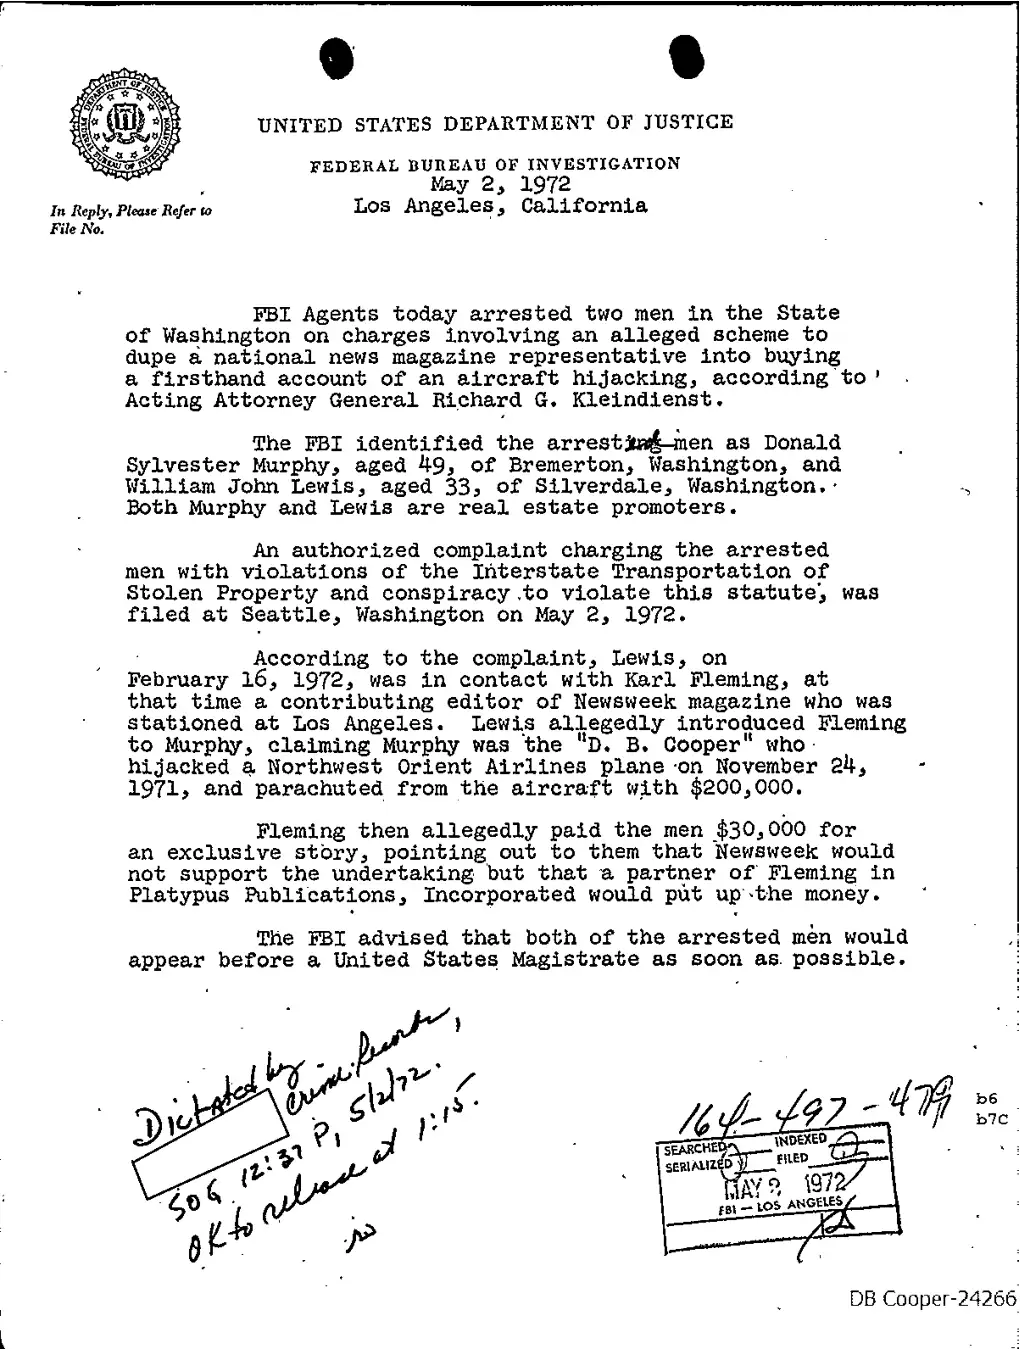 UNITED STATES DEPARTMENT OF JUSTICE
FEDERAL BUREAU OF INVESTIGATION
May 2, 1972
Los Angeles, California
In Reply, Please Refer to
File No.
FBI Agents today arrested two men in the State
of Washington on charges involving an alleged scheme to
dupe a national news magazine representative into buying
a firsthand account of an aircraft hijacking, according to
Acting Attorney General Richard G. Kleindienst.
The FBI identified the arresting men as Donald
Sylvester Murphy, aged 49, of Bremerton, Washington, and
William John Lewis, aged 33, of Silverdale, Washington.
Both Murphy and Lewis are real estate promoters.
An authorized complaint charging the arrested
men with violations of the Interstate Transportation of
Stolen Property and conspiracy to violate this statute, was
filed at Seattle, Washington on May 2, 1972.
According to the complaint, Lewis, on
February 16, 1972, was in contact with Karl Fleming, at
that time a contributing editor of Newsweek magazine who was
stationed at Los Angeles. Lewis allegedly introduced Fleming
to Murphy, claiming Murphy was the "D. B. Cooper" who
hijacked a Northwest Orient Airlines plane on November 24,
1971, and parachuted from the aircraft with $200,000.
Fleming then allegedly paid the men $30,000 for
an exclusive story, pointing out to them that Newsweek would
not support the undertaking but that a partner of Fleming in
Platypus Publications, Incorporated would put up the money.
The FBI advised that both of the arrested men would
appear before a United States Magistrate as soon as possible.
Dictated by
Crime Records,
SOG 12:37 P, 5/2/72.
OK to release at 1:15.
164-497-479
b6
b7C
SEARCHED INDEXED
SERIALIZED FILED
MAY 2 1972
FBI — LOS ANGELES
DB Cooper-24266